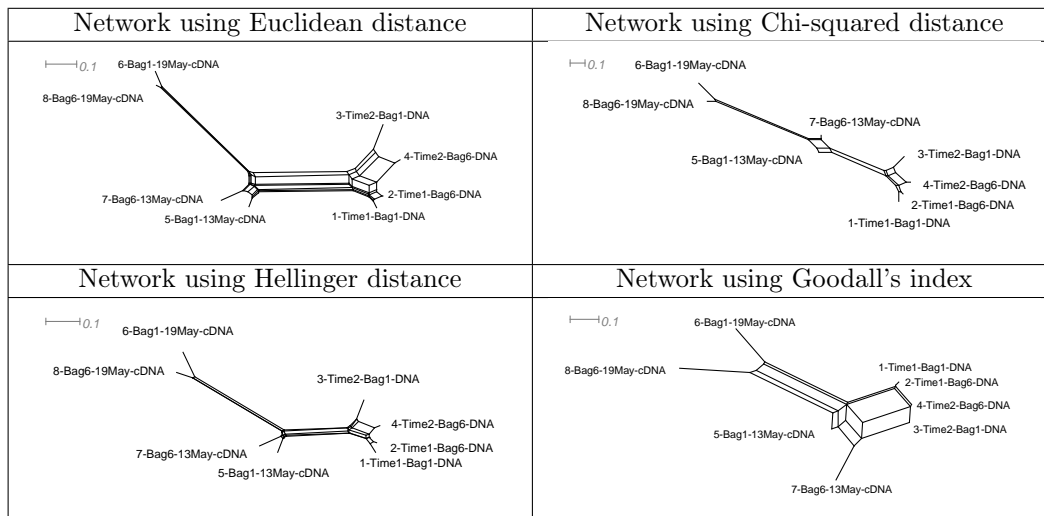 Network using Euclidean distance
0.1
6-Bag1-19May-cDNA
8-Bag6-19May-cDNA
3-Time2-Bag1-DNA
4-Time2-Bag6-DNA
7-Bag6-13May-cDNA
2-Time1-Bag6-DNA
5-Bag1-13May-cDNA
1-Time1-Bag1-DNA
Network using Chi-squared distance
0.1
6-Bag1-19May-cDNA
8-Bag6-19May-cDNA
7-Bag6-13May-cDNA
5-Bag1-13May-cDNA
3-Time2-Bag1-DNA
4-Time2-Bag6-DNA
2-Time1-Bag6-DNA
1-Time1-Bag1-DNA
Network using Hellinger distance
0.1
6-Bag1-19May-cDNA
8-Bag6-19May-cDNA
3-Time2-Bag1-DNA
4-Time2-Bag6-DNA
7-Bag6-13May-cDNA
2-Time1-Bag6-DNA
5-Bag1-13May-cDNA
1-Time1-Bag1-DNA
Network using Goodall's index
0.1
6-Bag1-19May-cDNA
8-Bag6-19May-cDNA
1-Time1-Bag1-DNA
2-Time1-Bag6-DNA
4-Time2-Bag6-DNA
3-Time2-Bag1-DNA
5-Bag1-13May-cDNA
7-Bag6-13May-cDNA